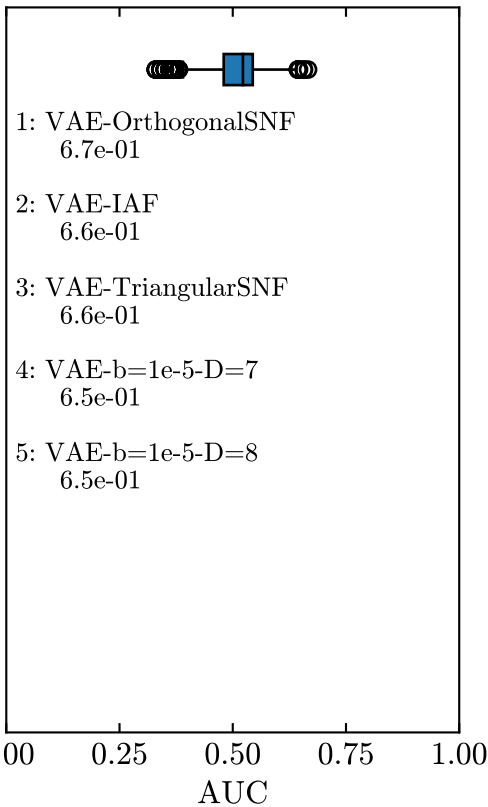 1: VAE-OrthogonalSNF
6.7e-01
2: VAE-IAF
6.6e-01
3: VAE-TriangularSNF
6.6e-01
4: VAE-b=1e-5-D=7
6.5e-01
5: VAE-b=1e-5-D=8
6.5e-01
00 0.25 0.50 0.75 1.00
AUC